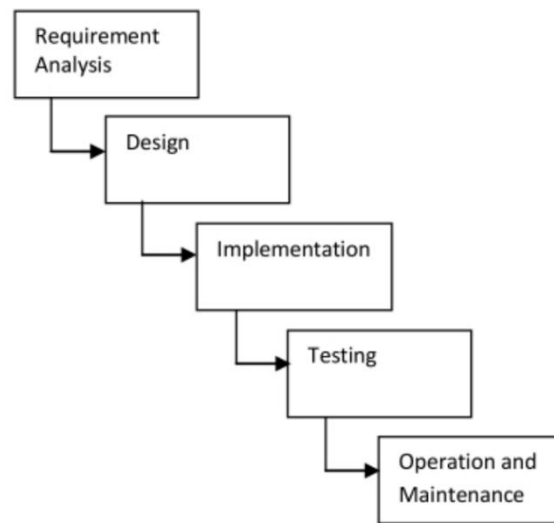 Requirement
Analysis
Design
Implementation
Testing
Operation and
Maintenance